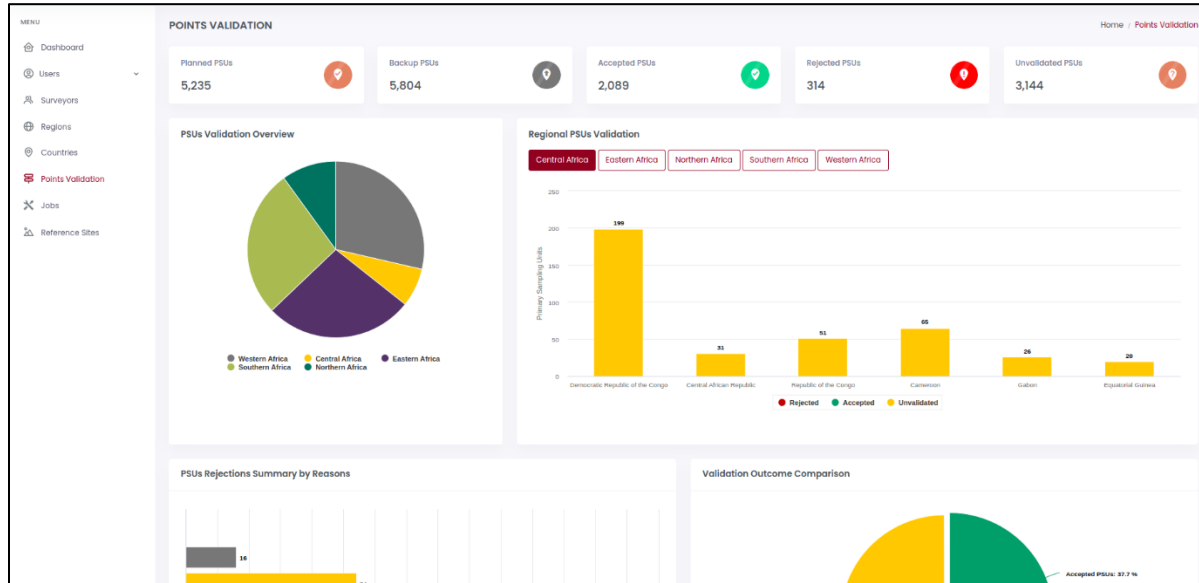 MENU
Dashboard
Users
Surveyors
Regions
Countries
Points Validation
Jobs
Reference Sites
POINTS VALIDATION
Home / Points Validation
Planned PSUs
5,235
Backup PSUs
5,804
Accepted PSUs
2,089
Rejected PSUs
314
Unvalidated PSUs
3,144
PSUs Validation Overview
Western Africa Central Africa Eastern Africa
Southern Africa Northern Africa
Regional PSUs Validation
Central Africa Eastern Africa Northern Africa Southern Africa Western Africa
Primary Sampling Units
250
200
150
100
50
0
199
31
51
65
26
20
Democratic Republic of the Congo Central African Republic Republic of the Congo Cameroon Gabon Equatorial Guinea
Rejected Accepted Unvalidated
PSUs Rejections Summary by Reasons
16
Validation Outcome Comparison
Accepted PSUs: 37.7 %